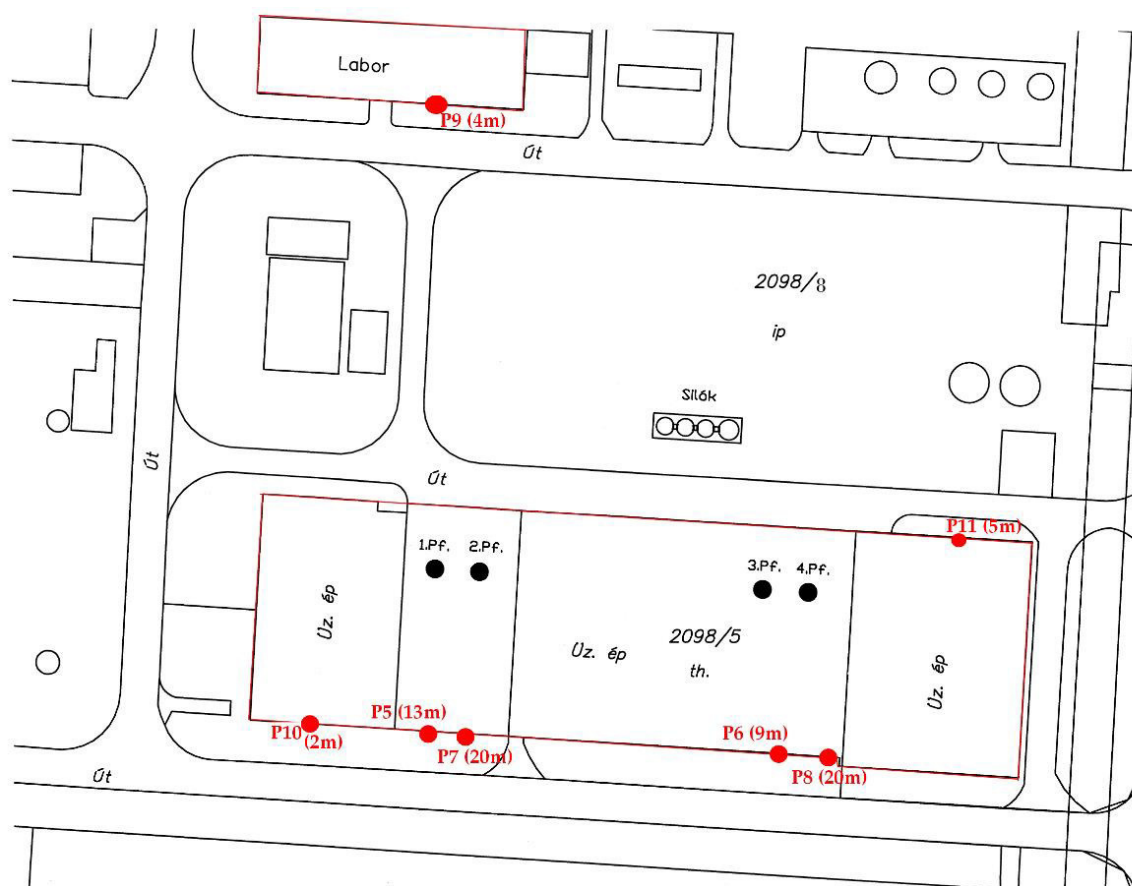 Labor
P9 (4m)
Út
2098/8
ip
Silók
Út
Út
P11 (5m)
1.Pf. 2.Pf.
3.Pf. 4.Pf.
Üz. ép
2098/5
Üz. ép
th.
Üz. ép
P5 (13m)
P10
(2m)
P7 (20m)
P6 (9m)
P8 (20m)
Út